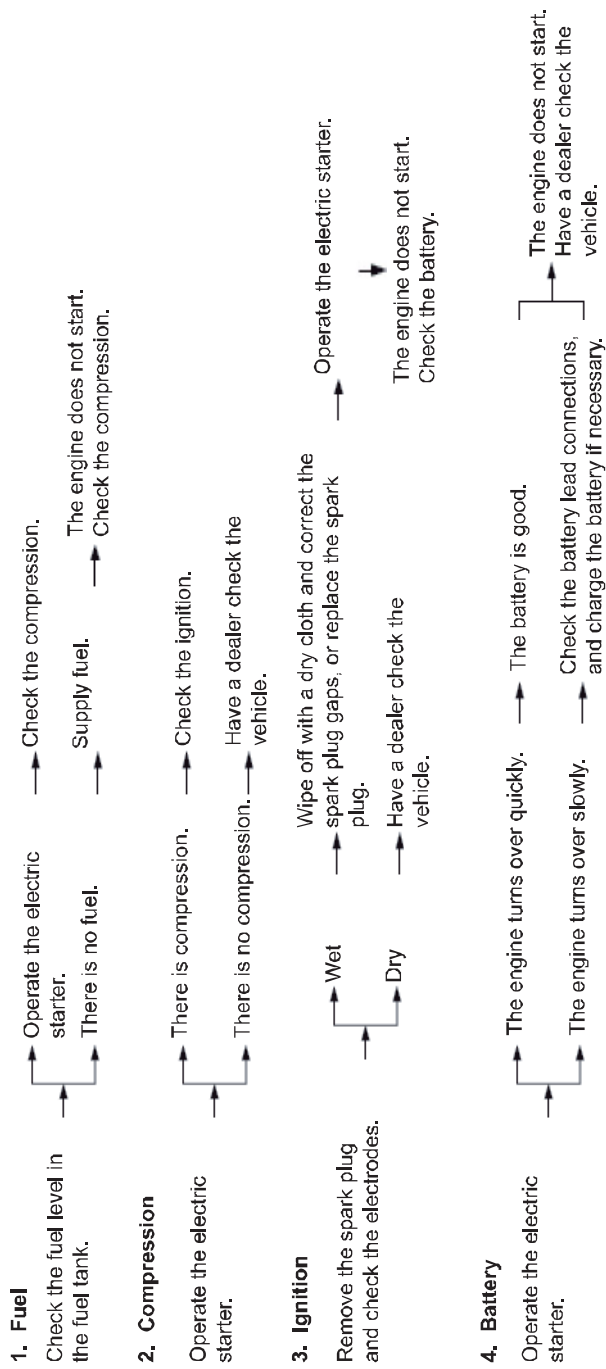 1. Fuel
Check the fuel level in
the fuel tank.
Operate the electric
starter.
Check the compression.
There is no fuel.
Supply fuel.
The engine does not start.
Check the compression.
2. Compression
Operate the electric
starter.
There is compression.
Check the ignition.
There is no compression.
Have a dealer check the
vehicle.
3. Ignition
Remove the spark plug
and check the electrodes.
Wet
Wipe off with a dry cloth and correct the
spark plug gaps, or replace the spark
plug.
Operate the electric starter.
The engine does not start.
Check the battery.
Dry
Have a dealer check the
vehicle.
4. Battery
Operate the electric
starter.
The engine turns over quickly.
The battery is good.
The engine turns over slowly.
Check the battery lead connections,
and charge the battery if necessary.
The engine does not start.
Have a dealer check the
vehicle.